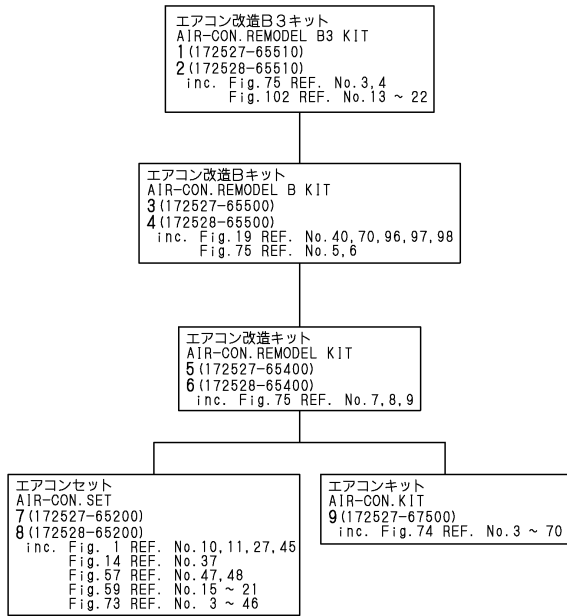 エアコン改造B3キット
AIR-CON.REMODEL B3 KIT
1(172527-65510)
2(172528-65510)
inc. Fig.75 REF. No.3,4
Fig.102 REF. No.13 ~ 22
エアコン改造Bキット
AIR-CON.REMODEL B KIT
3(172527-65500)
4(172528-65500)
inc. Fig.19 REF. No.40,70,96,97,98
Fig.75 REF. No.5,6
エアコン改造キット
AIR-CON.REMODEL KIT
5(172527-65400)
6(172528-65400)
inc. Fig.75 REF. No.7,8,9
エアコンセット
AIR-CON.SET
7(172527-65200)
8(172528-65200)
inc. Fig. 1 REF. No.10,11,27,45
Fig.14 REF. No.37
Fig.57 REF. No.47,48
Fig.59 REF. No.15 ~ 21
Fig.73 REF. No. 3 ~ 46
エアコンキット
AIR-CON.KIT
9(172527-67500)
inc. Fig.74 REF. No.3 ~ 70